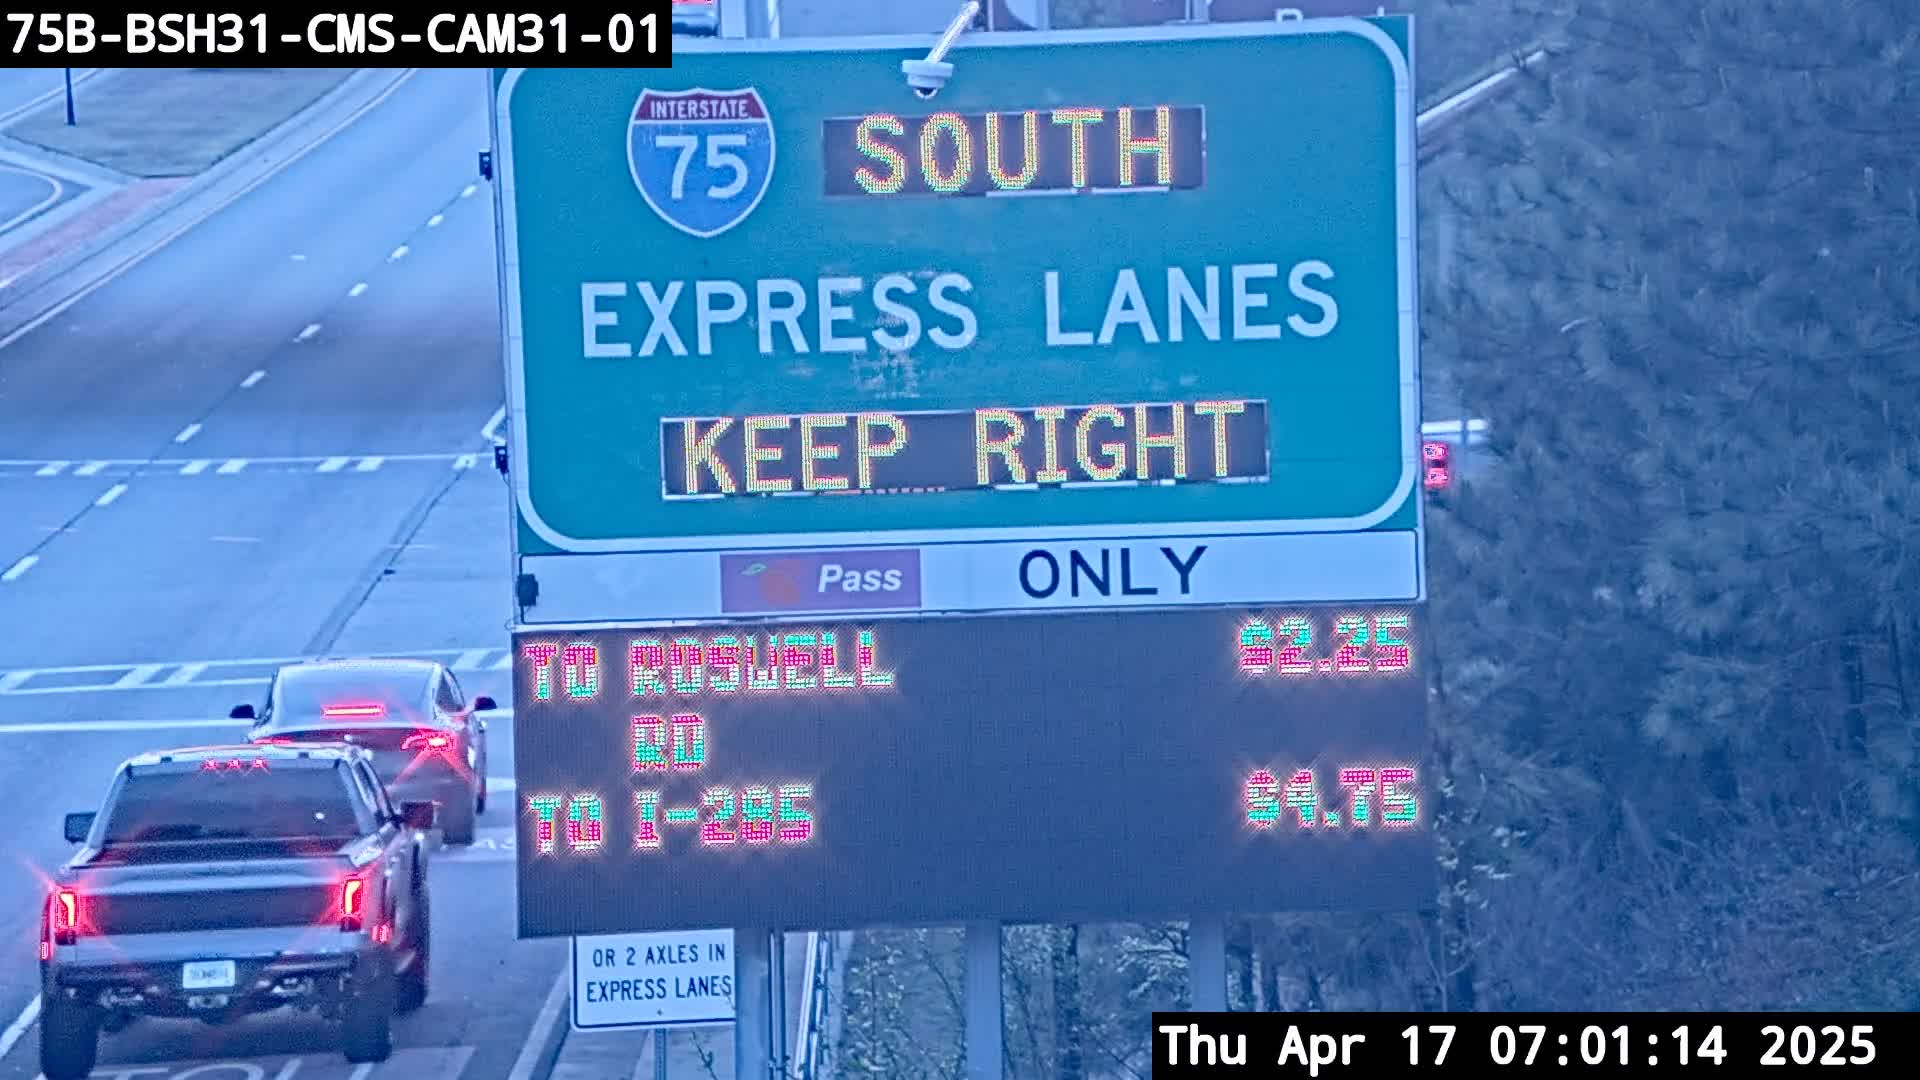 75B-BSH31-CMS-CAM31-01
INTERSTATE
75
SOUTH
EXPRESS LANES
KEEP RIGHT
Pass
ONLY
TO ROSWELL $2.25
RD
TO I-285 $4.75
OR 2 AXLES IN
EXPRESS LANES
Thu Apr 17 07:01:14 2025